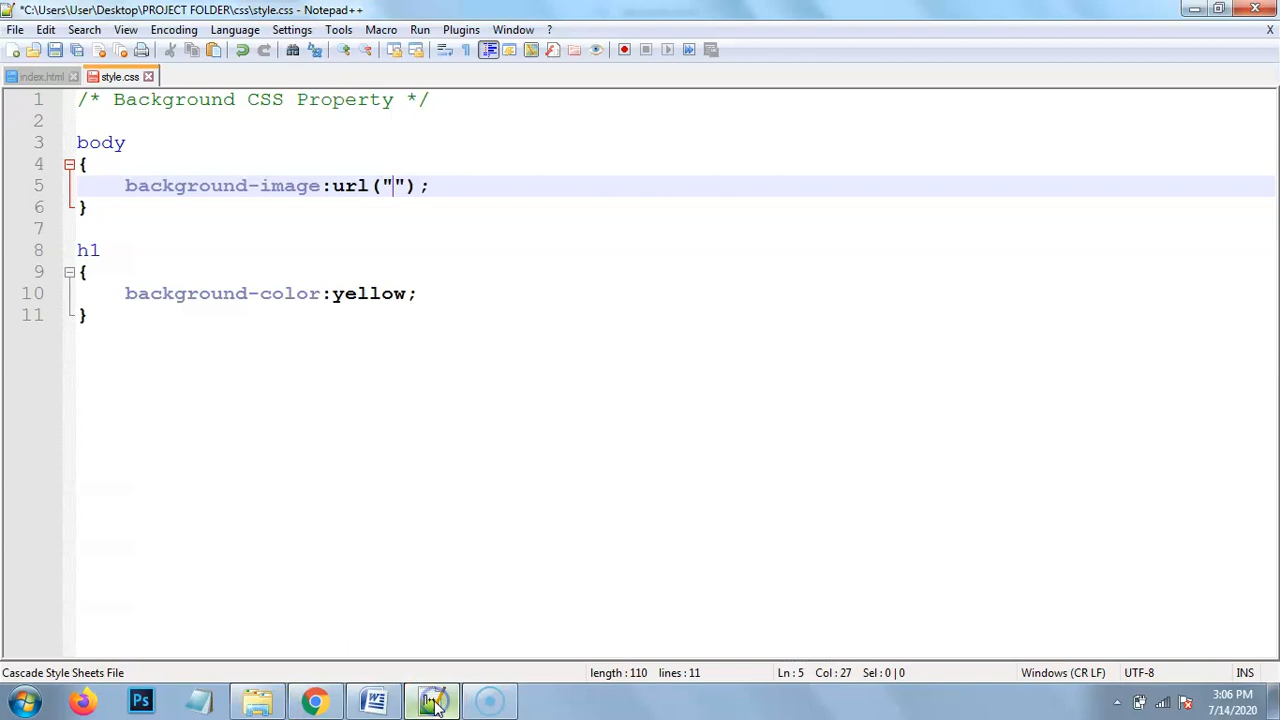 *C:\Users\User\Desktop\PROJECT FOLDER\css\style.css - Notepad++
File Edit Search View Encoding Language Settings Tools Macro Run Plugins Window ? X
index.html style.css
1 /* Background CSS Property */
2
3 body
4 {
5 background-image:url("");
6 }
7
8 h1
9 {
10 background-color:yellow;
11 }
Cascade Style Sheets File length : 110 lines : 11 Ln : 5 Col : 27 Sel : 0 | 0 Windows (CR LF) UTF-8 INS
Ps
3:06 PM
7/14/2020